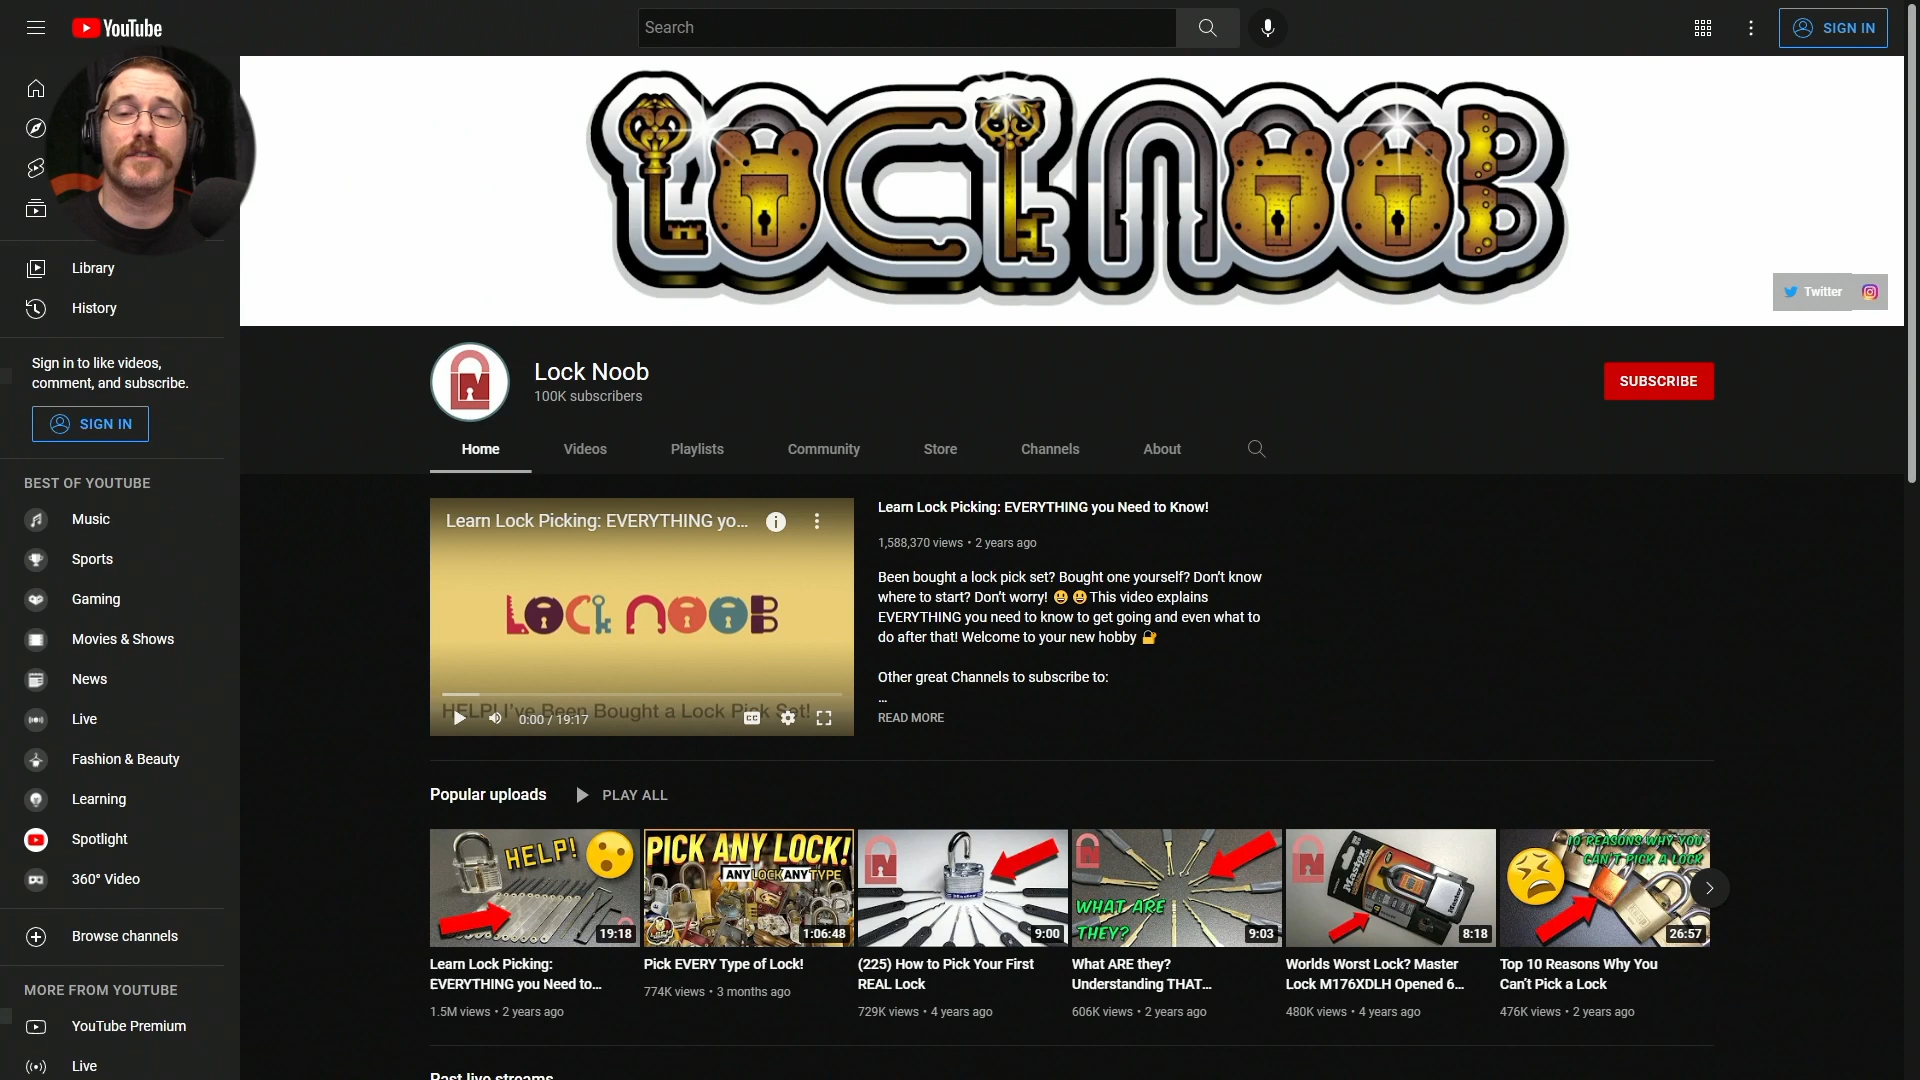 YouTube
Search
SIGN IN
LOCK NOOB
Twitter
Library
History
Sign in to like videos,
comment, and subscribe.
SIGN IN
Lock Noob
100K subscribers
SUBSCRIBE
Home
Videos
Playlists
Community
Store
Channels
About
BEST OF YOUTUBE
Music
Sports
Gaming
Movies & Shows
News
Live
Fashion & Beauty
Learning
Spotlight
360° Video
Browse channels
MORE FROM YOUTUBE
YouTube Premium
Live
Learn Lock Picking: EVERYTHING yo...
LOCK NOOB
HELP! I've Been Bought a Lock Pick Set!
0:00 / 19:17
CC
Learn Lock Picking: EVERYTHING you Need to Know!
1,588,370 views • 2 years ago
Been bought a lock pick set? Bought one yourself? Don't know
where to start? Don't worry! 😃 😃 This video explains
EVERYTHING you need to know to get going and even what to
do after that! Welcome to your new hobby 🔐
Other great Channels to subscribe to:
...
READ MORE
Popular uploads
PLAY ALL
HELP!
19:18
Learn Lock Picking:
EVERYTHING you Need to...
1.5M views • 2 years ago
PICK ANY LOCK!
ANY LOCK ANY TYPE
1:06:48
Pick EVERY Type of Lock!
774K views • 3 months ago
9:00
(225) How to Pick Your First
REAL Lock
729K views • 4 years ago
WHAT ARE
THEY?
9:03
What ARE they?
Understanding THAT...
606K views • 2 years ago
Master
8:18
Worlds Worst Lock? Master
Lock M176XDLH Opened 6...
480K views • 4 years ago
10 REASONS WHY YOU
CAN'T PICK A LOCK
26:57
Top 10 Reasons Why You
Can't Pick a Lock
476K views • 2 years ago
Past live streams